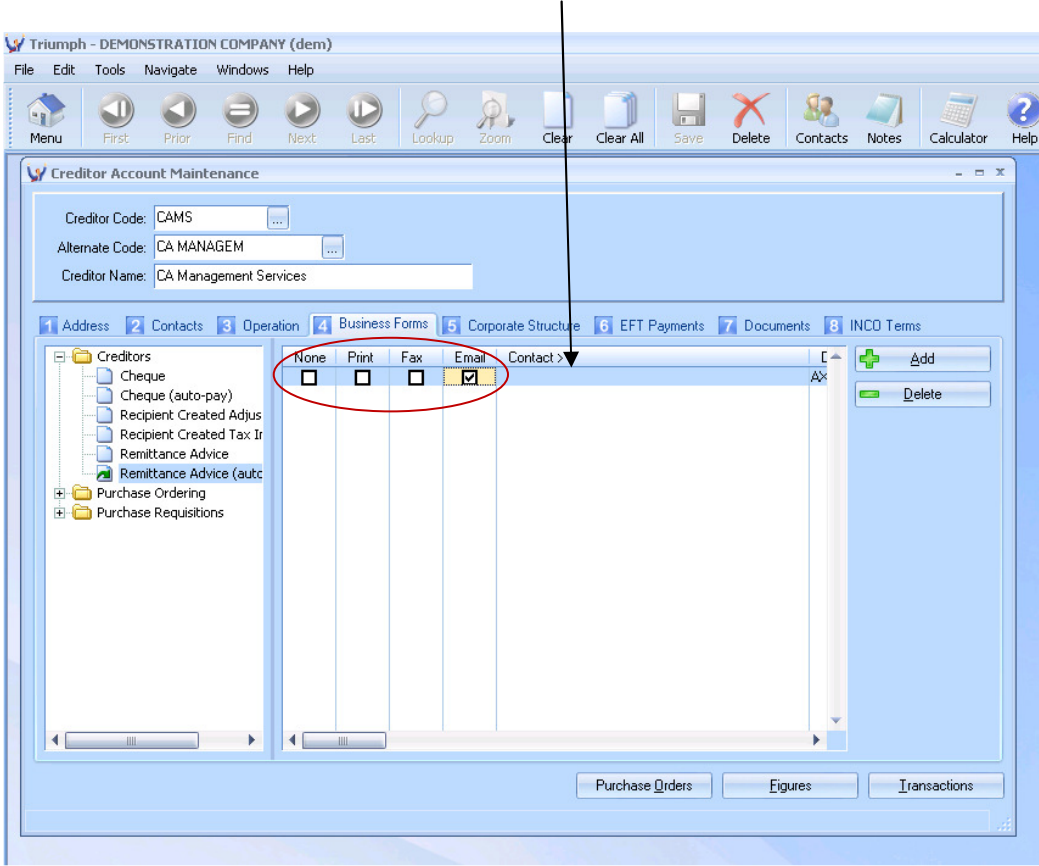 Triumph - DEMONSTRATION COMPANY (dem)
File Edit Tools Navigate Windows Help
Menu First Prior Find Next Last Lookup Zoom Clear Clear All Save Delete Contacts Notes Calculator Help
Creditor Account Maintenance
Creditor Code: CAMS ...
Alternate Code: CA MANAGEM ...
Creditor Name: CA Management Services
1 Address 2 Contacts 3 Operation 4 Business Forms 5 Corporate Structure 6 EFT Payments 7 Documents 8 INCO Terms
Creditors
Cheque
Cheque (auto-pay)
Recipient Created Adjus
Recipient Created Tax Ir
Remittance Advice
Remittance Advice (autc
Purchase Ordering
Purchase Requisitions
None Print Fax Email Contact >
AX
Add
Delete
Purchase Orders Figures Transactions